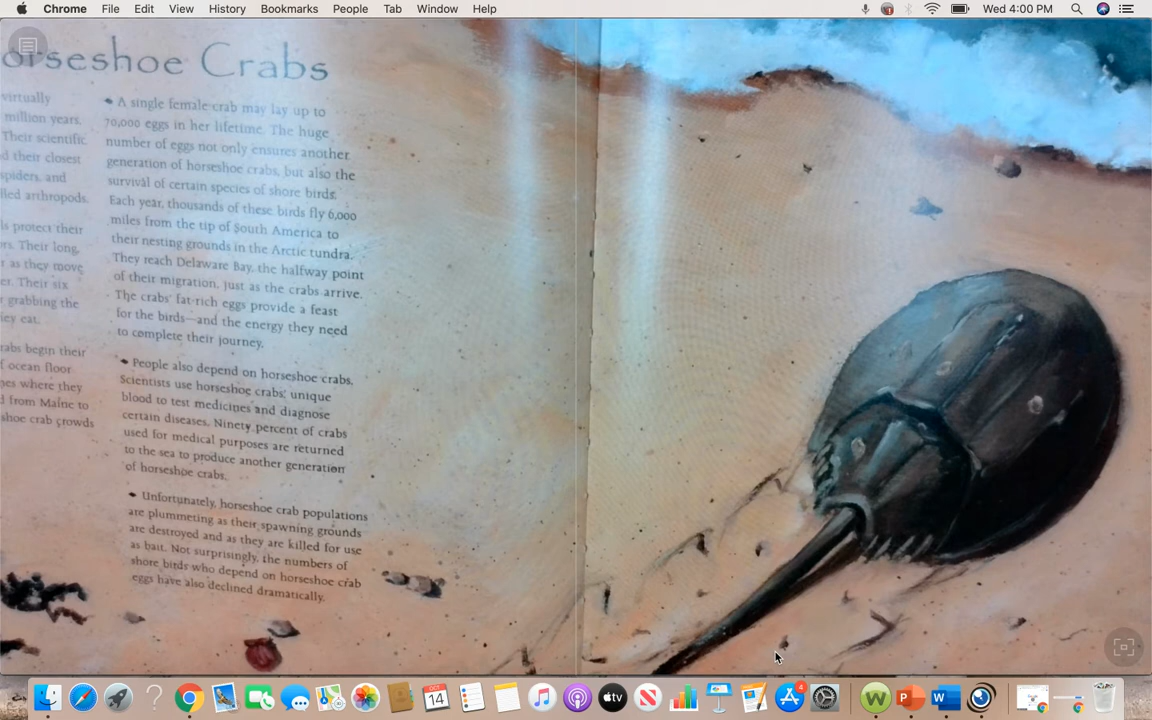 Chrome File Edit View History Bookmarks People Tab Window Help Wed 4:00 PM
orseshoe Crabs
virtually
million years.
Their scientific
d their closest
spiders, and
lled arthropods.
ls protect their
rs. Their long,
r as they move
er. Their six
r grabbing the
ey eat.
rabs begin their
f ocean floor
nes where they
d from Maine to
shoe crab crowds
A single female crab may lay up to
70,000 eggs in her lifetime. The huge
number of eggs not only ensures another
generation of horseshoe crabs, but also the
survival of certain species of shore birds.
Each year, thousands of these birds fly 6,000
miles from the tip of South America to
their nesting grounds in the Arctic tundra.
They reach Delaware Bay, the halfway point
of their migration, just as the crabs arrive.
The crabs' fat-rich eggs provide a feast
for the birds—and the energy they need
to complete their journey.
People also depend on horseshoe crabs.
Scientists use horseshoe crabs' unique
blood to test medicines and diagnose
certain diseases. Ninety percent of crabs
used for medical purposes are returned
to the sea to produce another generation
of horseshoe crabs.
Unfortunately, horseshoe crab populations
are plummeting as their spawning grounds
are destroyed and as they are killed for use
as bait. Not surprisingly, the numbers of
shore birds who depend on horseshoe crab
eggs have also declined dramatically.
OCT
14
tv
4
W
P
W